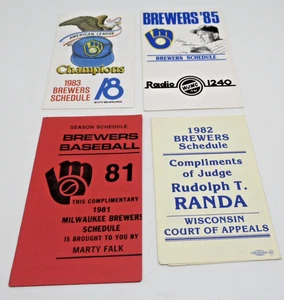 AMERICAN LEAGUE
Champions
1983
BREWERS
SCHEDULE
BREWERS '85
BREWERS SCHEDULE
Radio
1240
SEASON SCHEDULE
BREWERS
BASEBALL
81
THIS COMPLIMENTARY
1981
MILWAUKEE BREWERS
SCHEDULE
IS BROUGHT TO YOU BY
MARTY FALK
1982
BREWERS
Schedule
Compliments
of Judge
Rudolph T.
RANDA
WISCONSIN
COURT OF APPEALS